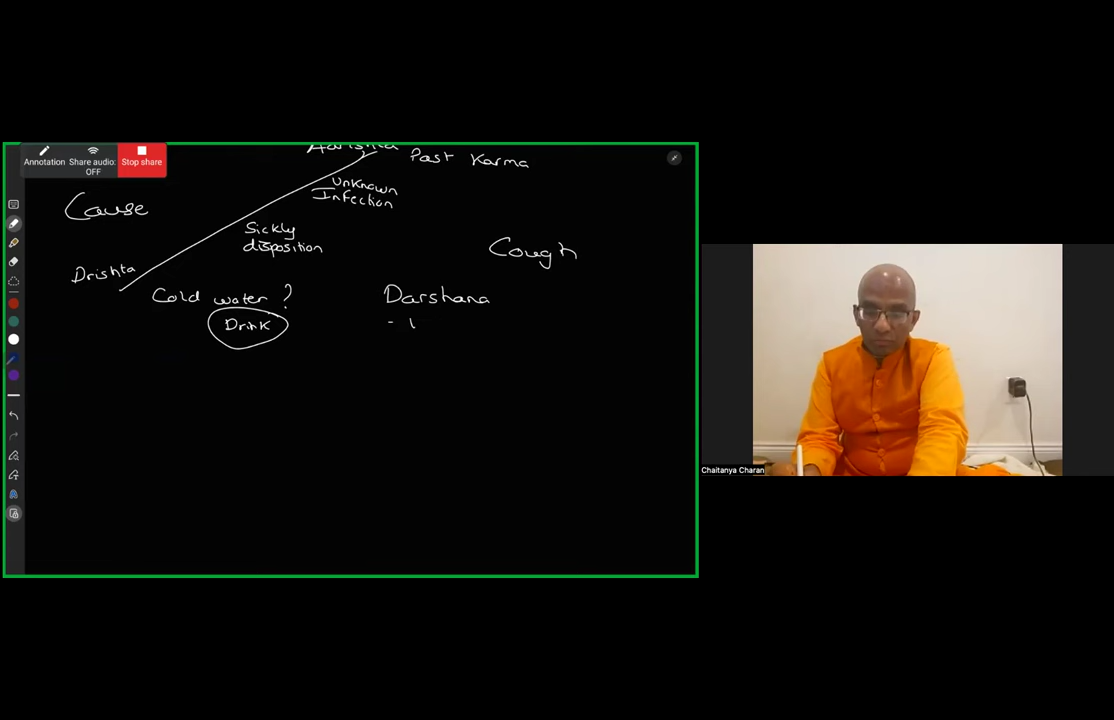 Annotation
Share audio:
OFF
Stop share
Past Karma
Unknown
Infection
Cause
Sickly
disposition
Cough
Drishta
Cold water ?
Darshana
Drink
-
Chaitanya Charan